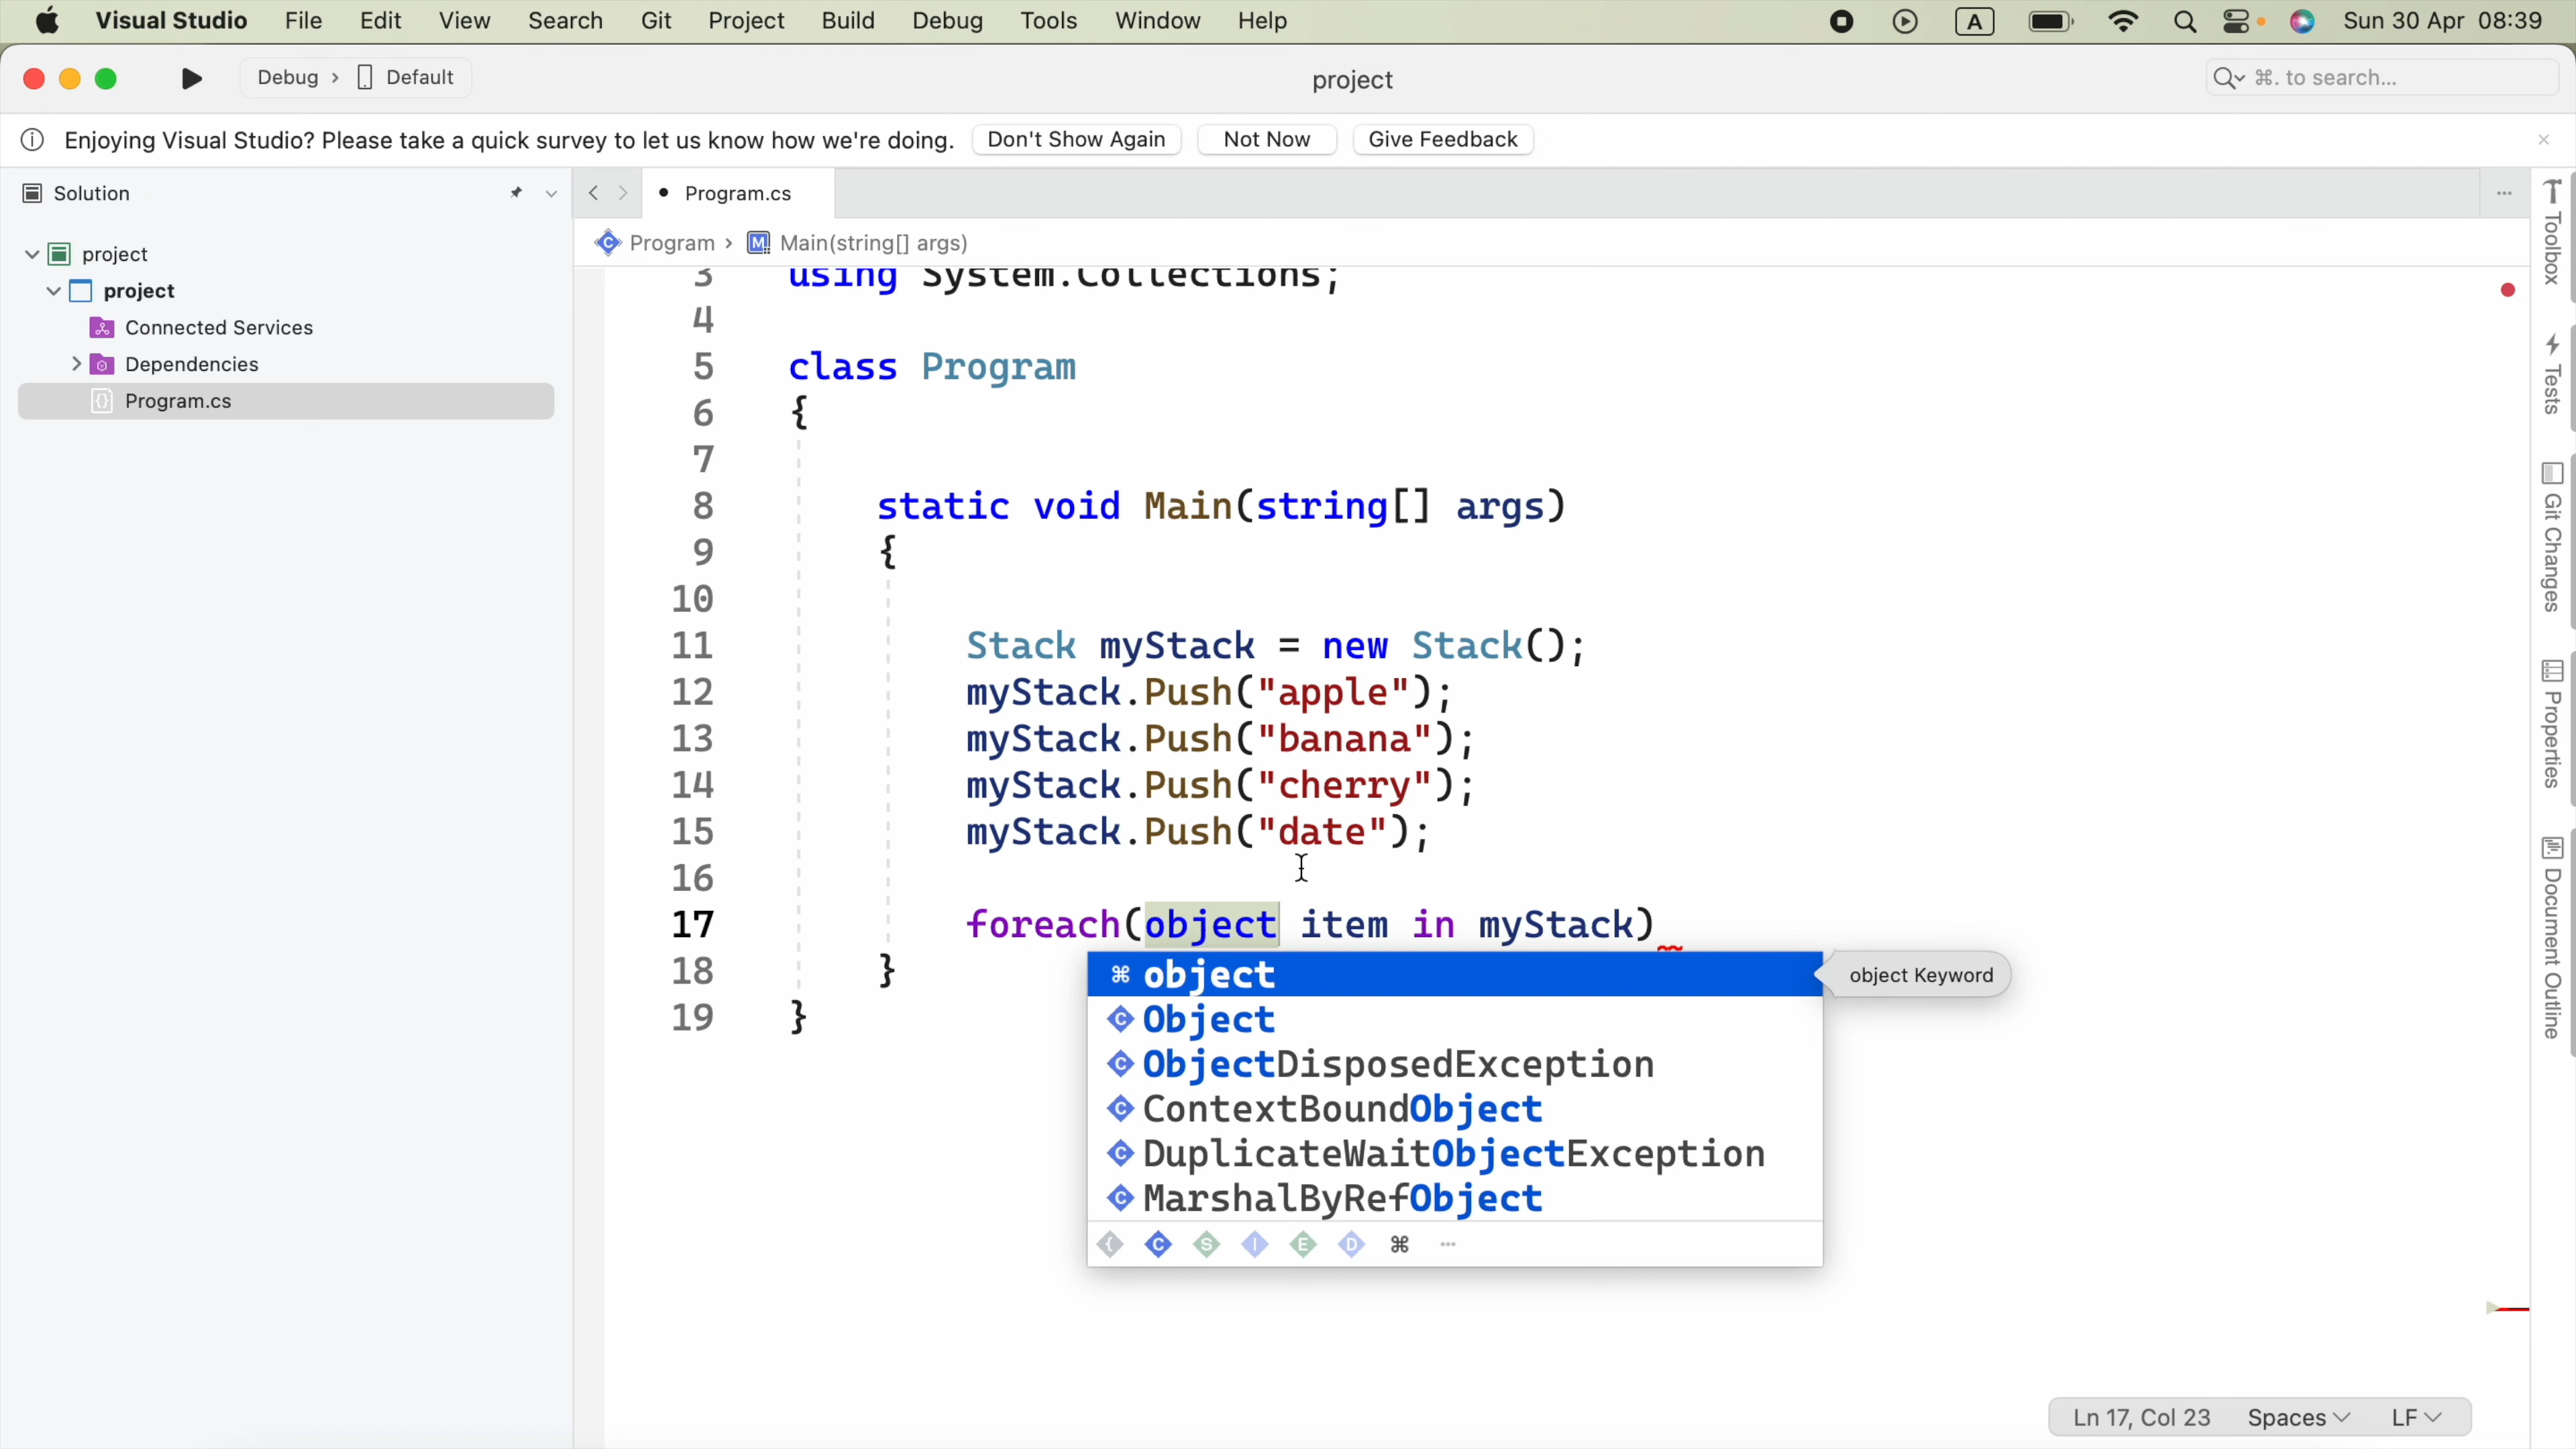 Visual Studio File Edit View Search Git Project Build Debug Tools Window Help A Sun 30 Apr 08:39
Debug › Default
project
⌘. to search...
Enjoying Visual Studio? Please take a quick survey to let us know how we're doing. Don't Show Again Not Now Give Feedback
Solution
project
project
Connected Services
Dependencies
Program.cs
Program.cs
Program › Main(string[] args)
3 using System.Collections;
4
5 class Program
6 {
7
8 static void Main(string[] args)
9 {
10
11 Stack myStack = new Stack();
12 myStack.Push("apple");
13 myStack.Push("banana");
14 myStack.Push("cherry");
15 myStack.Push("date");
16
17 foreach(object item in myStack)
18 }
19 }
⌘ object
object Keyword
C Object
C ObjectDisposedException
C ContextBoundObject
C DuplicateWaitObjectException
C MarshalByRefObject
{ C S I E D ⌘ ...
Toolbox
Tests
Git Changes
Properties
Document Outline
Ln 17, Col 23 Spaces LF